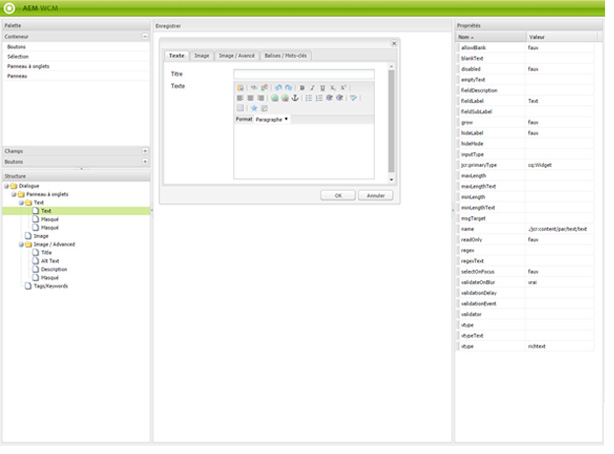 AEM WCM
Palette
Conteneur
Boutons
Sélection
Panneau à onglets
Panneau
Champs
Boutons
Structure
Dialogue
Panneau à onglets
Text
Text
Masqué
Masqué
Image
Image / Advanced
Title
Alt Text
Description
Masqué
Tags/Keywords
Enregistrer
Texte Image Image / Avancé Balises / Mots-clés
Titre
Texte
Format Paragraphe
OK Annuler
Propriétés
Nom Valeur
allowBlank faux
blankText
disabled faux
emptyText
fieldDescription
fieldLabel Text
fieldSubLabel
grow faux
hideLabel faux
hideMode
inputType
jcr:primaryType cq:Widget
maxLength
maxLengthText
minLength
minLengthText
msgTarget
name ./jcr:content/par/text/text
readOnly faux
regex
regexText
selectOnFocus faux
validateOnBlur vrai
validationDelay
validationEvent
validator
vtype
vtypeText
xtype richtext